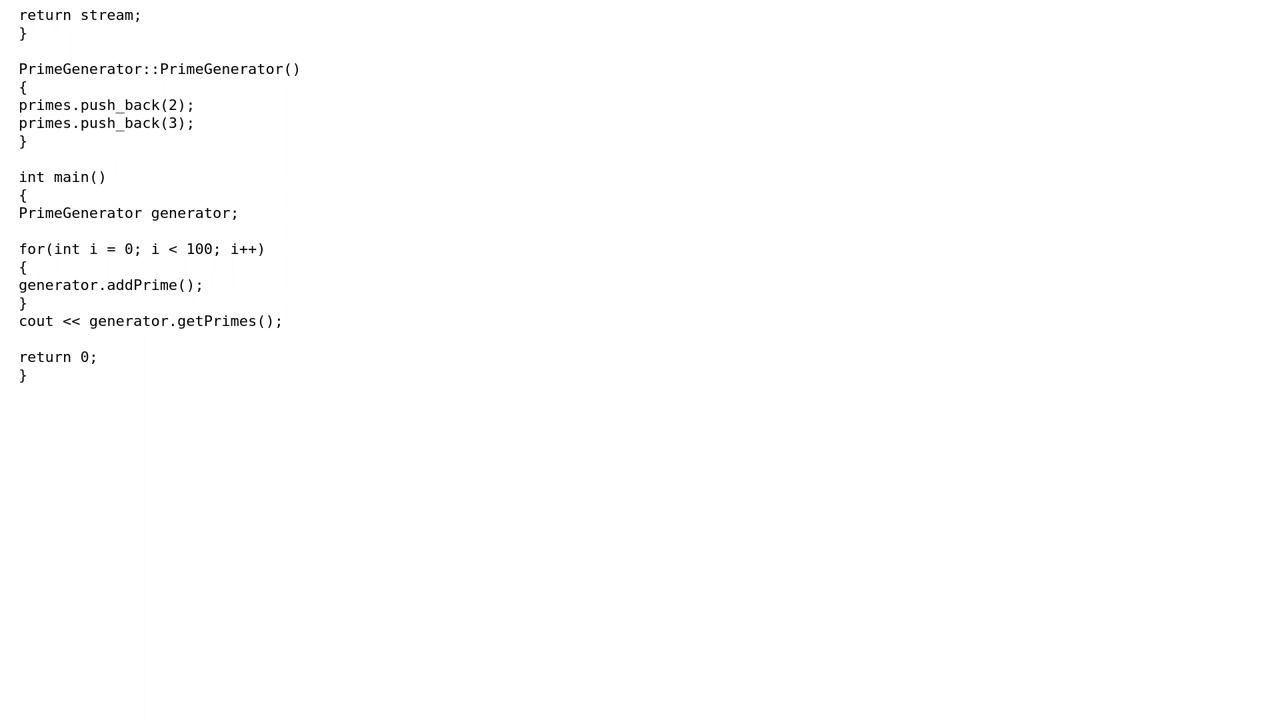 return stream;
}
PrimeGenerator::PrimeGenerator()
{
primes.push_back(2);
primes.push_back(3);
}
int main()
{
PrimeGenerator generator;
for(int i = 0; i < 100; i++)
{
generator.addPrime();
}
cout << generator.getPrimes();
return 0;
}